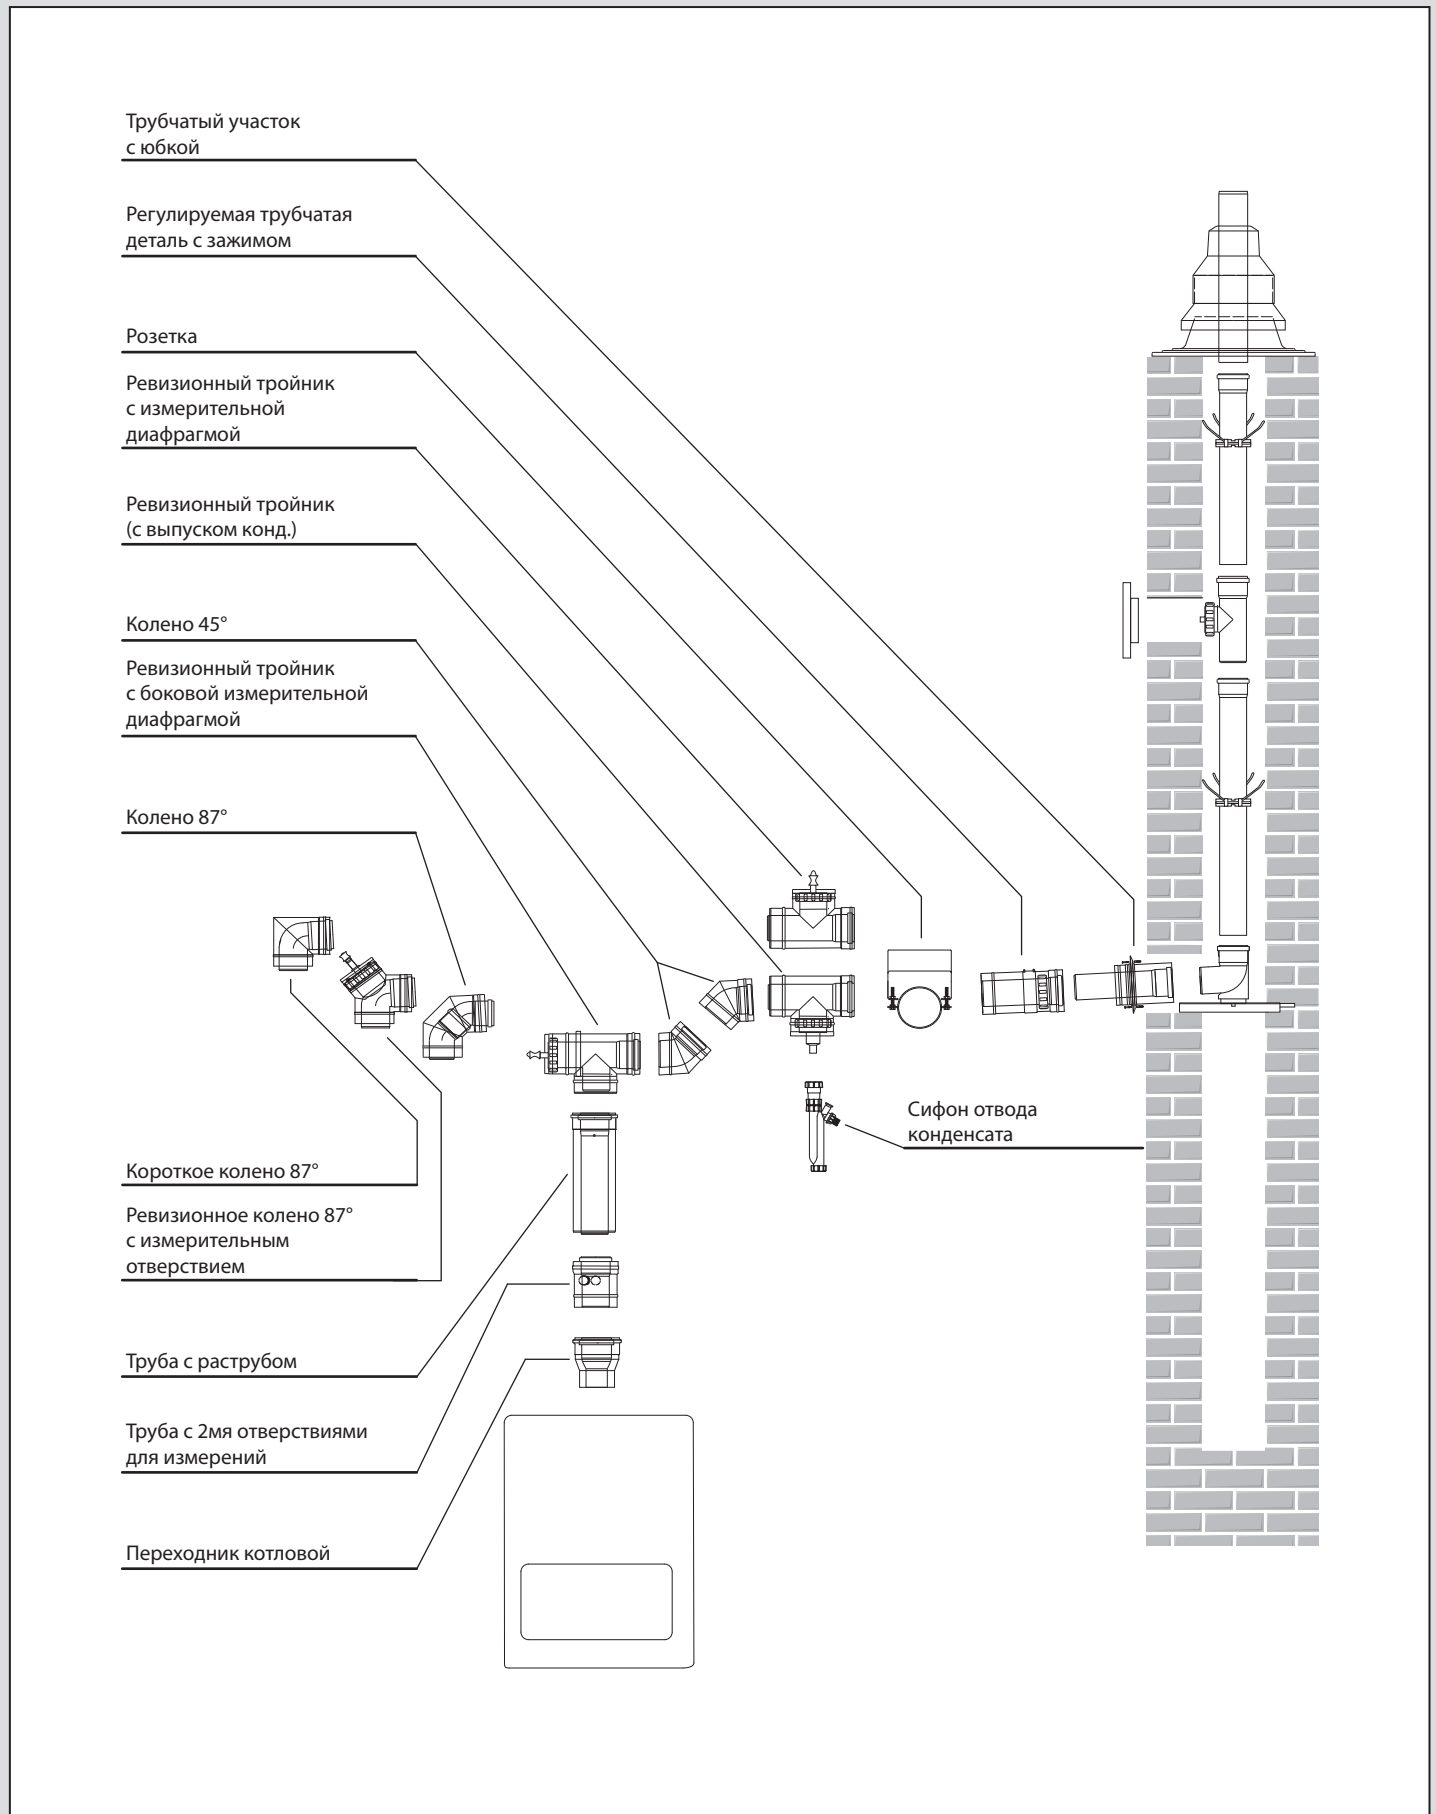 Трубчатый участок
с юбкой
Регулируемая трубчатая
деталь с зажимом
Розетка
Ревизионный тройник
с измерительной
диафрагмой
Ревизионный тройник
(с выпуском конд.)
Колено 45°
Ревизионный тройник
с боковой измерительной
диафрагмой
Колено 87°
Сифон отвода
конденсата
Короткое колено 87°
Ревизионное колено 87°
с измерительным
отверствием
Труба с раструбом
Труба с 2мя отверствиями
для измерений
Переходник котловой